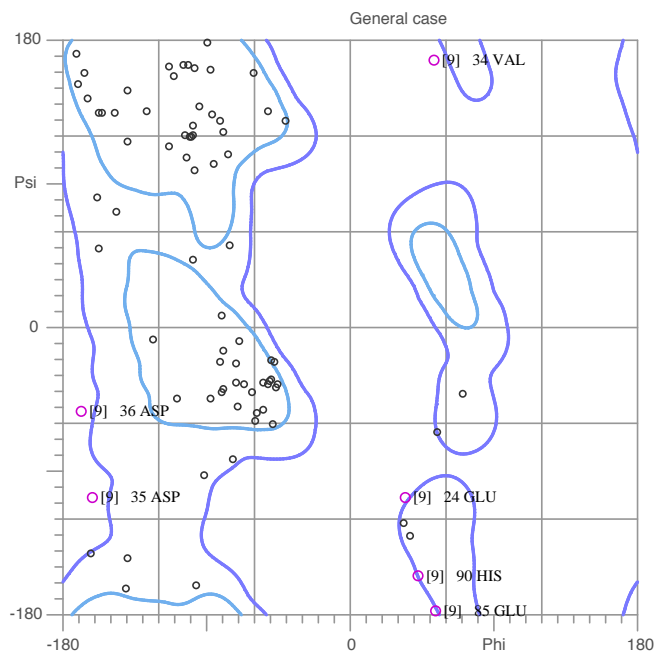 General case
180
[9] 34 VAL
Psi
0
[9] 36 ASP
[9] 35 ASP
[9] 24 GLU
[9] 90 HIS
[9] 85 GLU
-180
-180
0
Phi
180